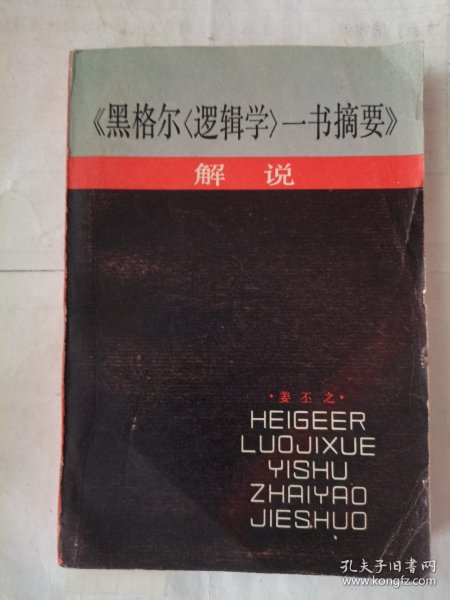 《黑格尔〈逻辑学〉一书摘要》
解说
·姜丕之·
HEIGEER
LUOJIXUE
YISHU
ZHAIYAO
JIESHUO
孔夫子旧书网
www.kongfz.com